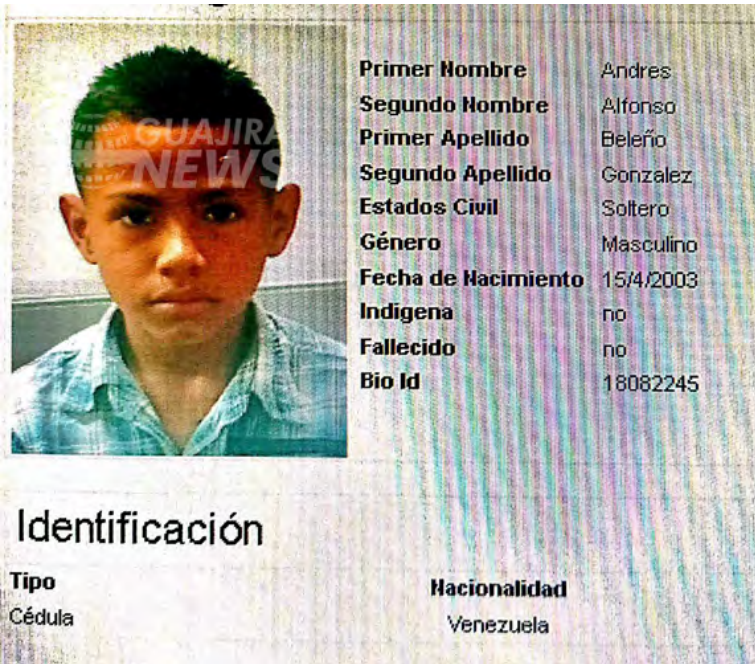 GUAJIRA
NEWS
Primer Nombre Andres
Segundo Nombre Alfonso
Primer Apellido Beleño
Segundo Apellido Gonzalez
Estados Civil Soltero
Género Masculino
Fecha de Nacimiento 15/4/2003
Indigena no
Fallecido no
Bio Id 18082245
Identificación
Tipo Nacionalidad
Cédula Venezuela